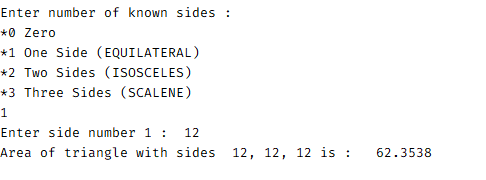 Enter number of known sides :
*0 Zero
*1 One Side (EQUILATERAL)
*2 Two Sides (ISOSCELES)
*3 Three Sides (SCALENE)
1
Enter side number 1 :  12
Area of triangle with sides  12, 12, 12 is :   62.3538